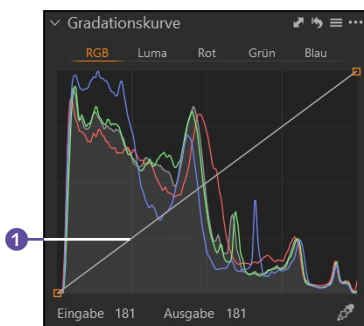 Gradationskurve
RGB Luma Rot Grün Blau
1
Eingabe 181 Ausgabe 181